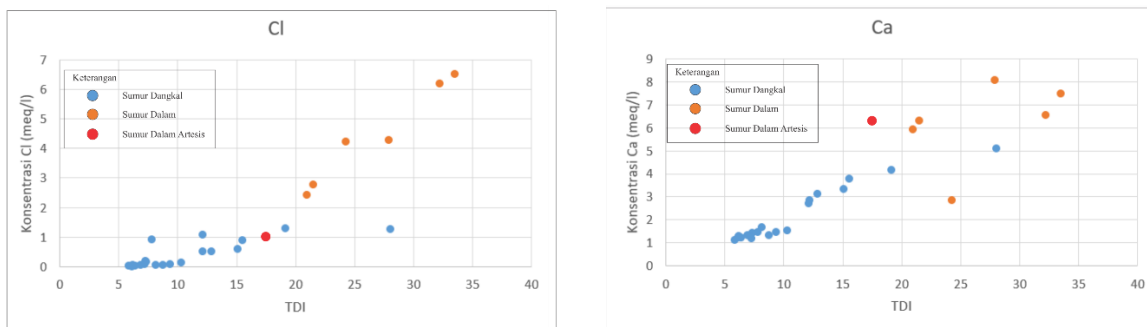 Cl
Konsentrasi Cl (meq/l)
7
6
5
4
3
2
1
0
Keterangan
Sumur Dangkal
Sumur Dalam
Sumur Dalam Artesis
0 5 10 15 20 25 30 35 40
TDI
Ca
Konsentrasi Ca (meq/l)
9
8
7
6
5
4
3
2
1
0
Keterangan
Sumur Dangkal
Sumur Dalam
Sumur Dalam Artesis
0 5 10 15 20 25 30 35 40
TDI